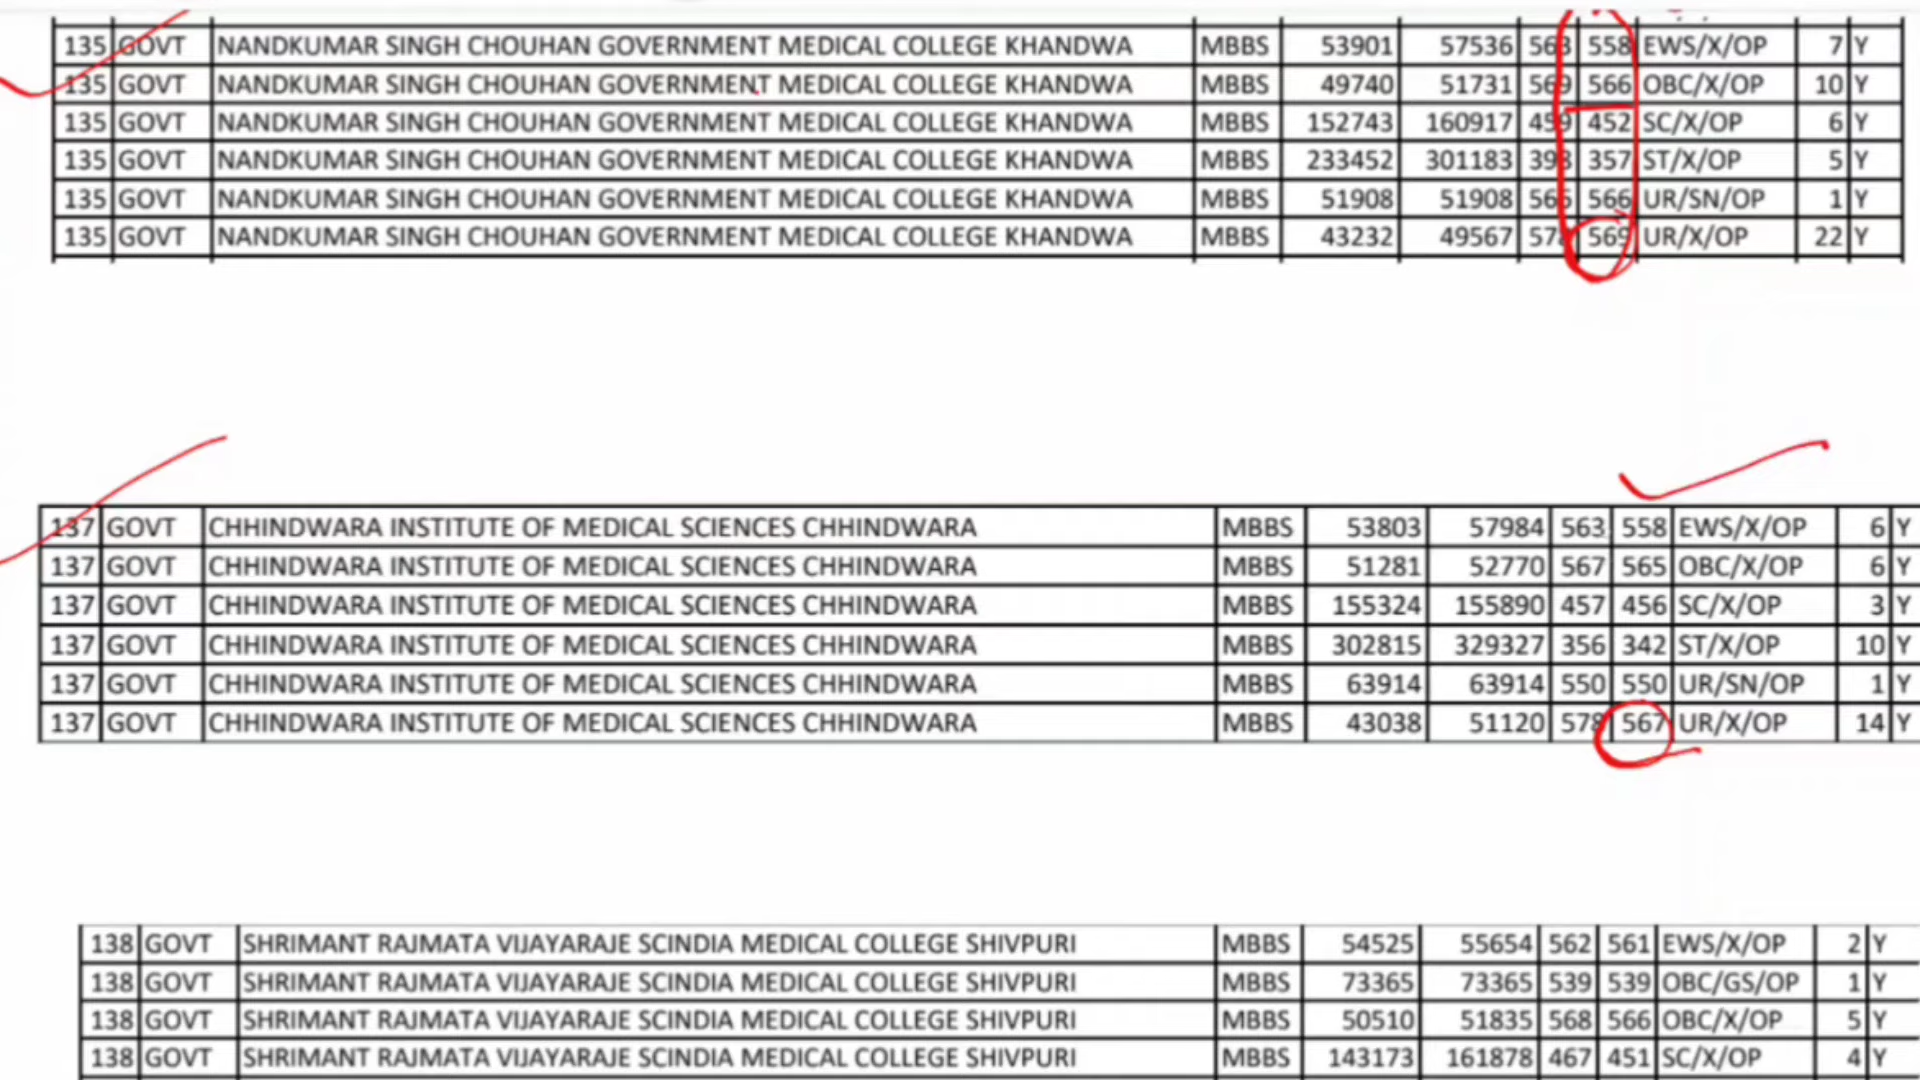 135 GOVT NANDKUMAR SINGH CHOUHAN GOVERNMENT MEDICAL COLLEGE KHANDWA MBBS 53901 57536 563 558 EWS/X/OP 7 Y
135 GOVT NANDKUMAR SINGH CHOUHAN GOVERNMENT MEDICAL COLLEGE KHANDWA MBBS 49740 51731 569 566 OBC/X/OP 10 Y
135 GOVT NANDKUMAR SINGH CHOUHAN GOVERNMENT MEDICAL COLLEGE KHANDWA MBBS 152743 160917 459 452 SC/X/OP 6 Y
135 GOVT NANDKUMAR SINGH CHOUHAN GOVERNMENT MEDICAL COLLEGE KHANDWA MBBS 233452 301183 398 357 ST/X/OP 5 Y
135 GOVT NANDKUMAR SINGH CHOUHAN GOVERNMENT MEDICAL COLLEGE KHANDWA MBBS 51908 51908 566 566 UR/SN/OP 1 Y
135 GOVT NANDKUMAR SINGH CHOUHAN GOVERNMENT MEDICAL COLLEGE KHANDWA MBBS 43232 49567 569 UR/X/OP 22 Y
137 GOVT CHHINDWARA INSTITUTE OF MEDICAL SCIENCES CHHINDWARA MBBS 53803 57984 563 558 EWS/X/OP 6 Y
137 GOVT CHHINDWARA INSTITUTE OF MEDICAL SCIENCES CHHINDWARA MBBS 51281 52770 567 565 OBC/X/OP 6 Y
137 GOVT CHHINDWARA INSTITUTE OF MEDICAL SCIENCES CHHINDWARA MBBS 155324 155890 457 456 SC/X/OP 3 Y
137 GOVT CHHINDWARA INSTITUTE OF MEDICAL SCIENCES CHHINDWARA MBBS 302815 329327 356 342 ST/X/OP 10 Y
137 GOVT CHHINDWARA INSTITUTE OF MEDICAL SCIENCES CHHINDWARA MBBS 63914 63914 550 550 UR/SN/OP 1 Y
137 GOVT CHHINDWARA INSTITUTE OF MEDICAL SCIENCES CHHINDWARA MBBS 43038 51120 578 567 UR/X/OP 14 Y
138 GOVT SHRIMANT RAJMATA VIJAYARAJE SCINDIA MEDICAL COLLEGE SHIVPURI MBBS 54525 55654 562 561 EWS/X/OP 2 Y
138 GOVT SHRIMANT RAJMATA VIJAYARAJE SCINDIA MEDICAL COLLEGE SHIVPURI MBBS 73365 73365 539 539 OBC/GS/OP 1 Y
138 GOVT SHRIMANT RAJMATA VIJAYARAJE SCINDIA MEDICAL COLLEGE SHIVPURI MBBS 50510 51835 568 566 OBC/X/OP 5 Y
138 GOVT SHRIMANT RAJMATA VIJAYARAJE SCINDIA MEDICAL COLLEGE SHIVPURI MBBS 143173 161878 467 451 SC/X/OP 4 Y